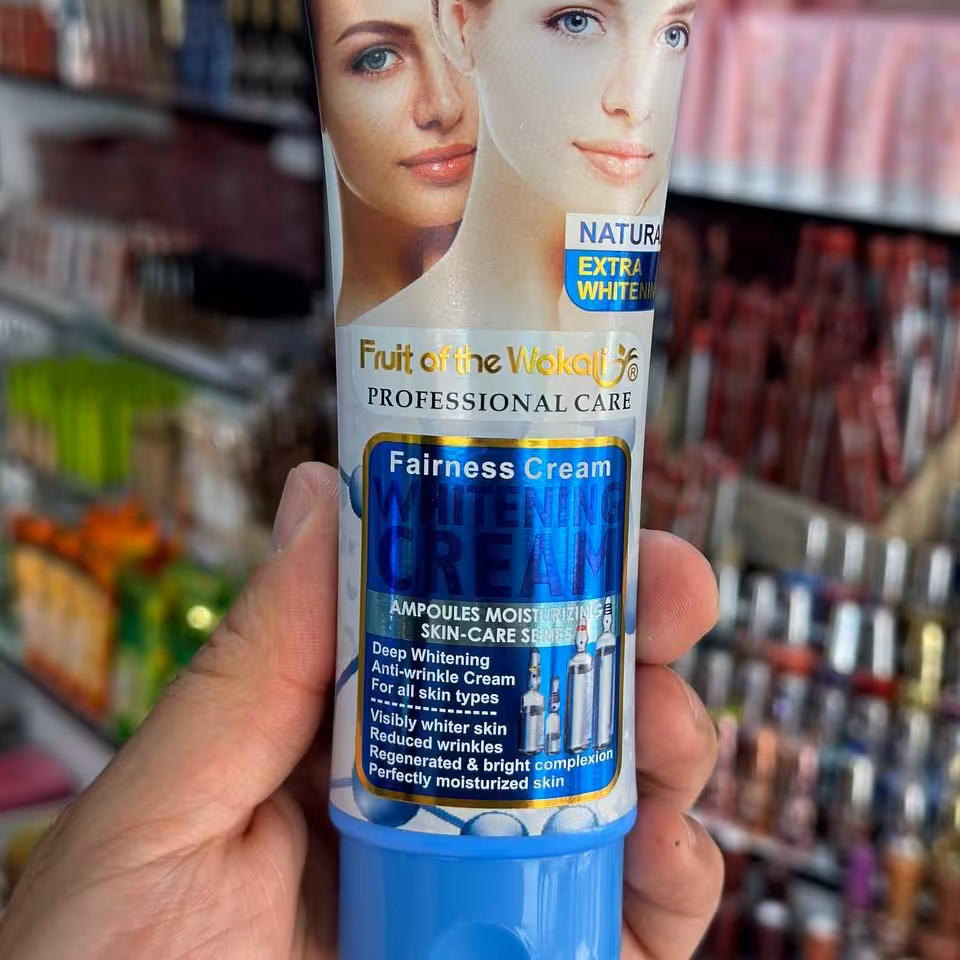 NATURA
EXTRA
WHITENIN
Fruit of the Wokali ®
PROFESSIONAL CARE
Fairness Cream
WHITENING
CREAM
AMPOULES MOISTURIZING
SKIN-CARE SERIES
Deep Whitening
Anti-wrinkle Cream
For all skin types
Visibly whiter skin
Reduced wrinkles
Regenerated & bright complexion
Perfectly moisturized skin